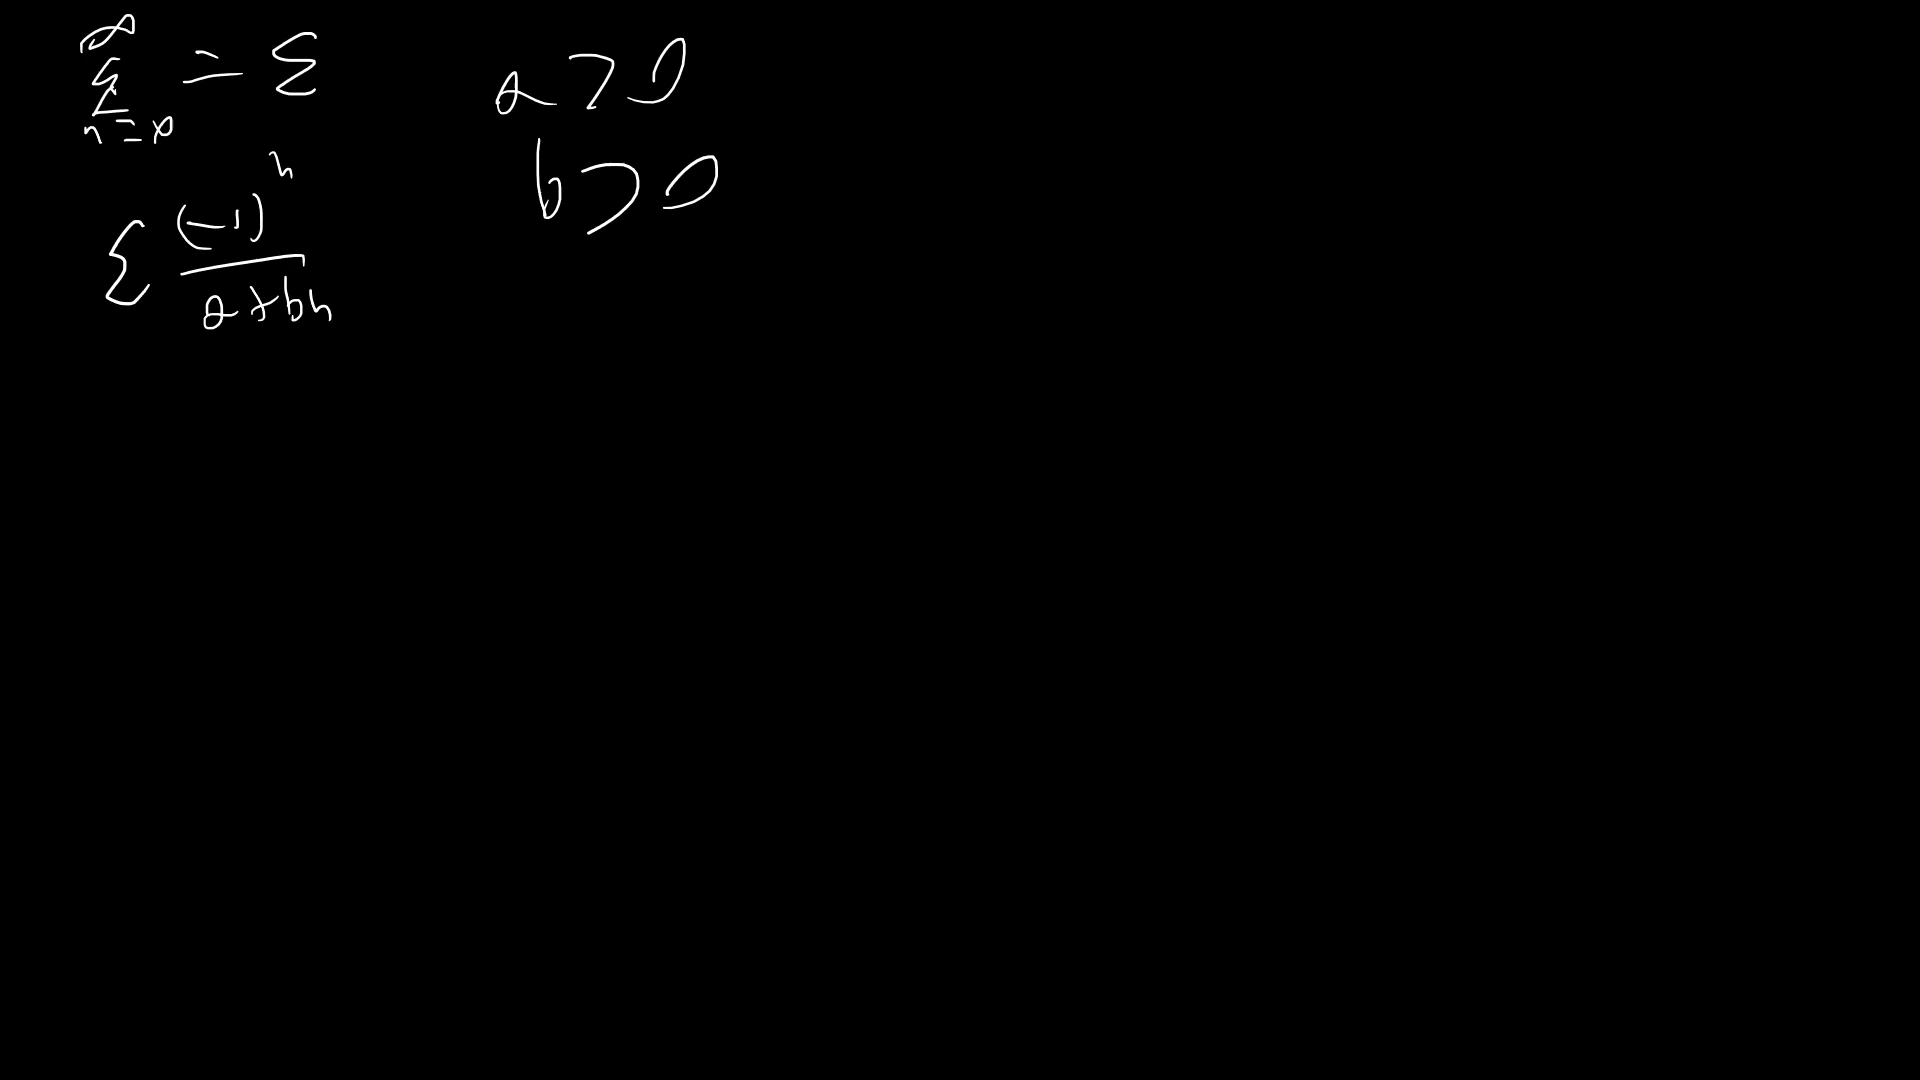 ∞
Σ = Σ
n=0
a>0
b>0
Σ (-1)^n
a+bn